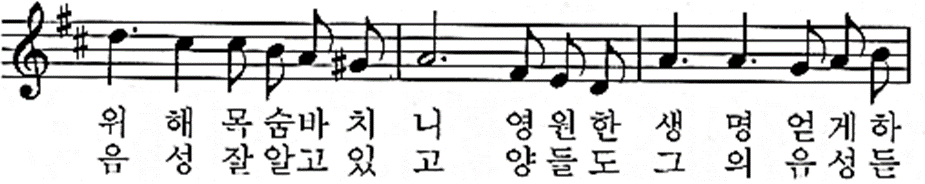 위 해 목 숨 바 치 니 영 원 한 생 명 얻 게 하
음 성 잘 알 고 있 고 양 들 도 그 의 음 성 듣